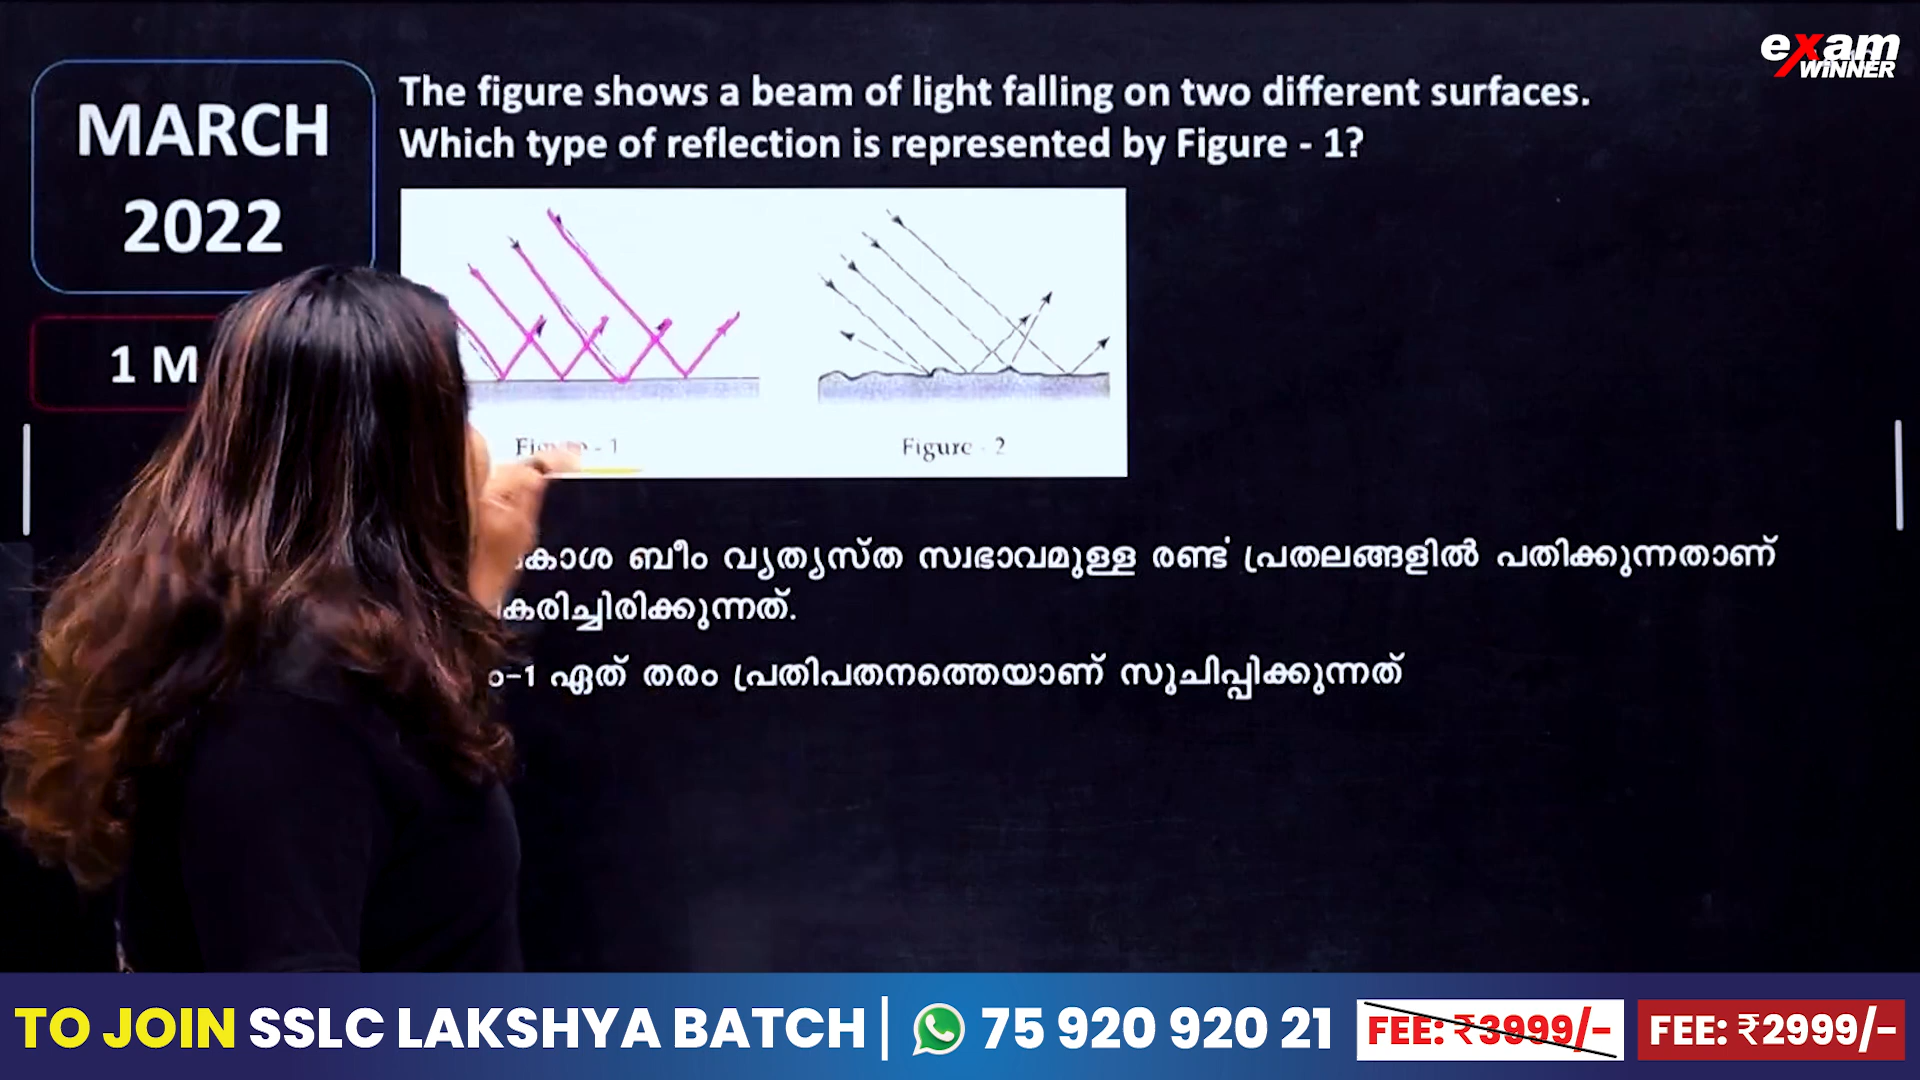 exam
WINNER
MARCH
2022
The figure shows a beam of light falling on two different surfaces.
Which type of reflection is represented by Figure - 1?
1 M
Figure - 2
ബീം വ്യത്യസ്ത സ്വഭാവമുള്ള രണ്ട് പ്രതലങ്ങളിൽ പതിക്കുന്നതാണ്
കരിച്ചിരിക്കുന്നത്.
-1 ഏത് തരം പ്രതിപതനത്തെയാണ് സൂചിപ്പിക്കുന്നത്
TO JOIN SSLC LAKSHYA BATCH | 75 920 920 21 FEE: ₹3999/- FEE: ₹2999/-